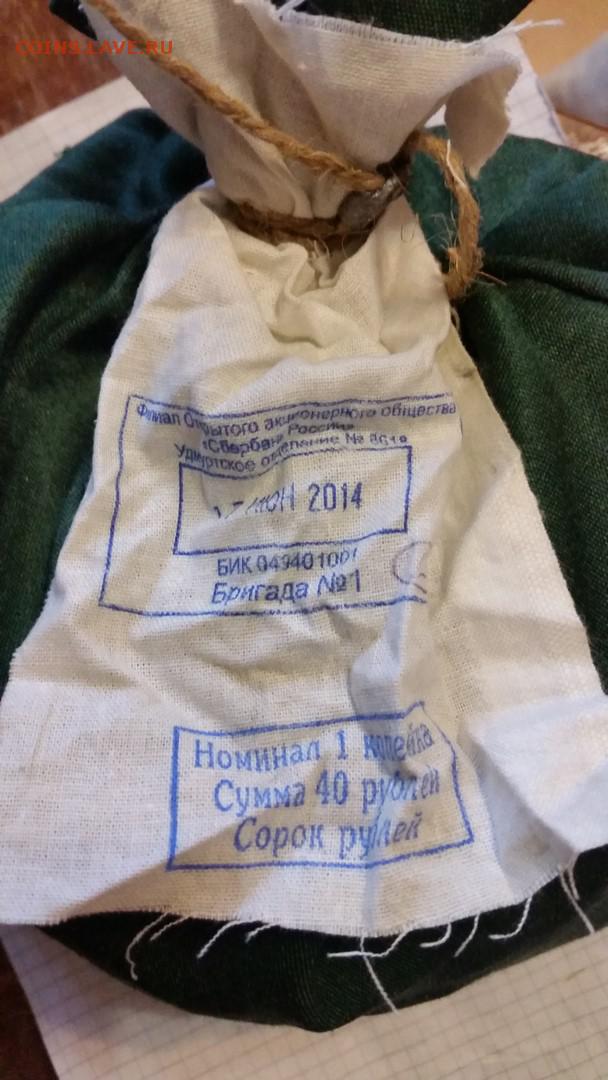 COINS.LAVE.RU
Филиал Открытого акционерного общества
«Сбербанк России»
Удмуртское отделение №
ИЮН 2014
БИК
Бригада №1
Номинал 1 копейка
Сумма 40 рублей
Сорок рублей